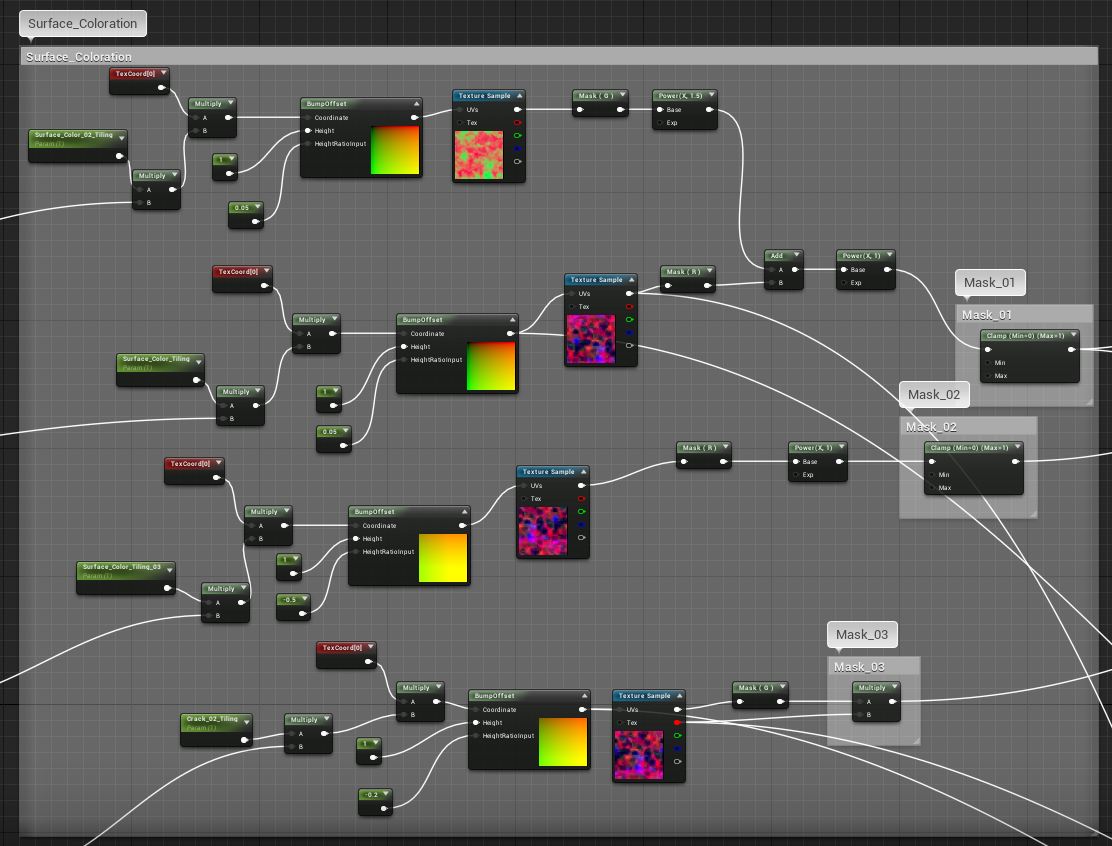 Surface_Coloration
Surface_Coloration
TexCoord[0]
Multiply
A
B
BumpOffset
Coordinate
Height
HeightRatioInput
Texture Sample
UVs
Tex
Mask ( G )
Power(X, 1.5)
Base
Exp
Surface_Color_02_Tiling
Param (1)
1
Multiply
A
B
0.05
TexCoord[0]
Multiply
A
B
BumpOffset
Coordinate
Height
HeightRatioInput
Texture Sample
UVs
Tex
Mask ( R )
Add
A
B
Power(X, 1)
Base
Exp
Mask_01
Mask_01
Clamp (Min=0) (Max=1)
Min
Max
Surface_Color_Tiling
Param (1)
Multiply
A
B
1
0.05
Mask_02
Mask_02
Clamp (Min=0) (Max=1)
Min
Max
TexCoord[0]
Multiply
A
B
BumpOffset
Coordinate
Height
HeightRatioInput
Texture Sample
UVs
Tex
Mask ( R )
Power(X, 1)
Base
Exp
Surface_Color_Tiling_03
Param (1)
Multiply
A
B
1
-0.5
TexCoord[0]
Multiply
A
B
BumpOffset
Coordinate
Height
HeightRatioInput
Texture Sample
UVs
Tex
Mask ( G )
Mask_03
Mask_03
Multiply
A
B
Crack_02_Tiling
Param (1)
Multiply
A
B
1
-0.2